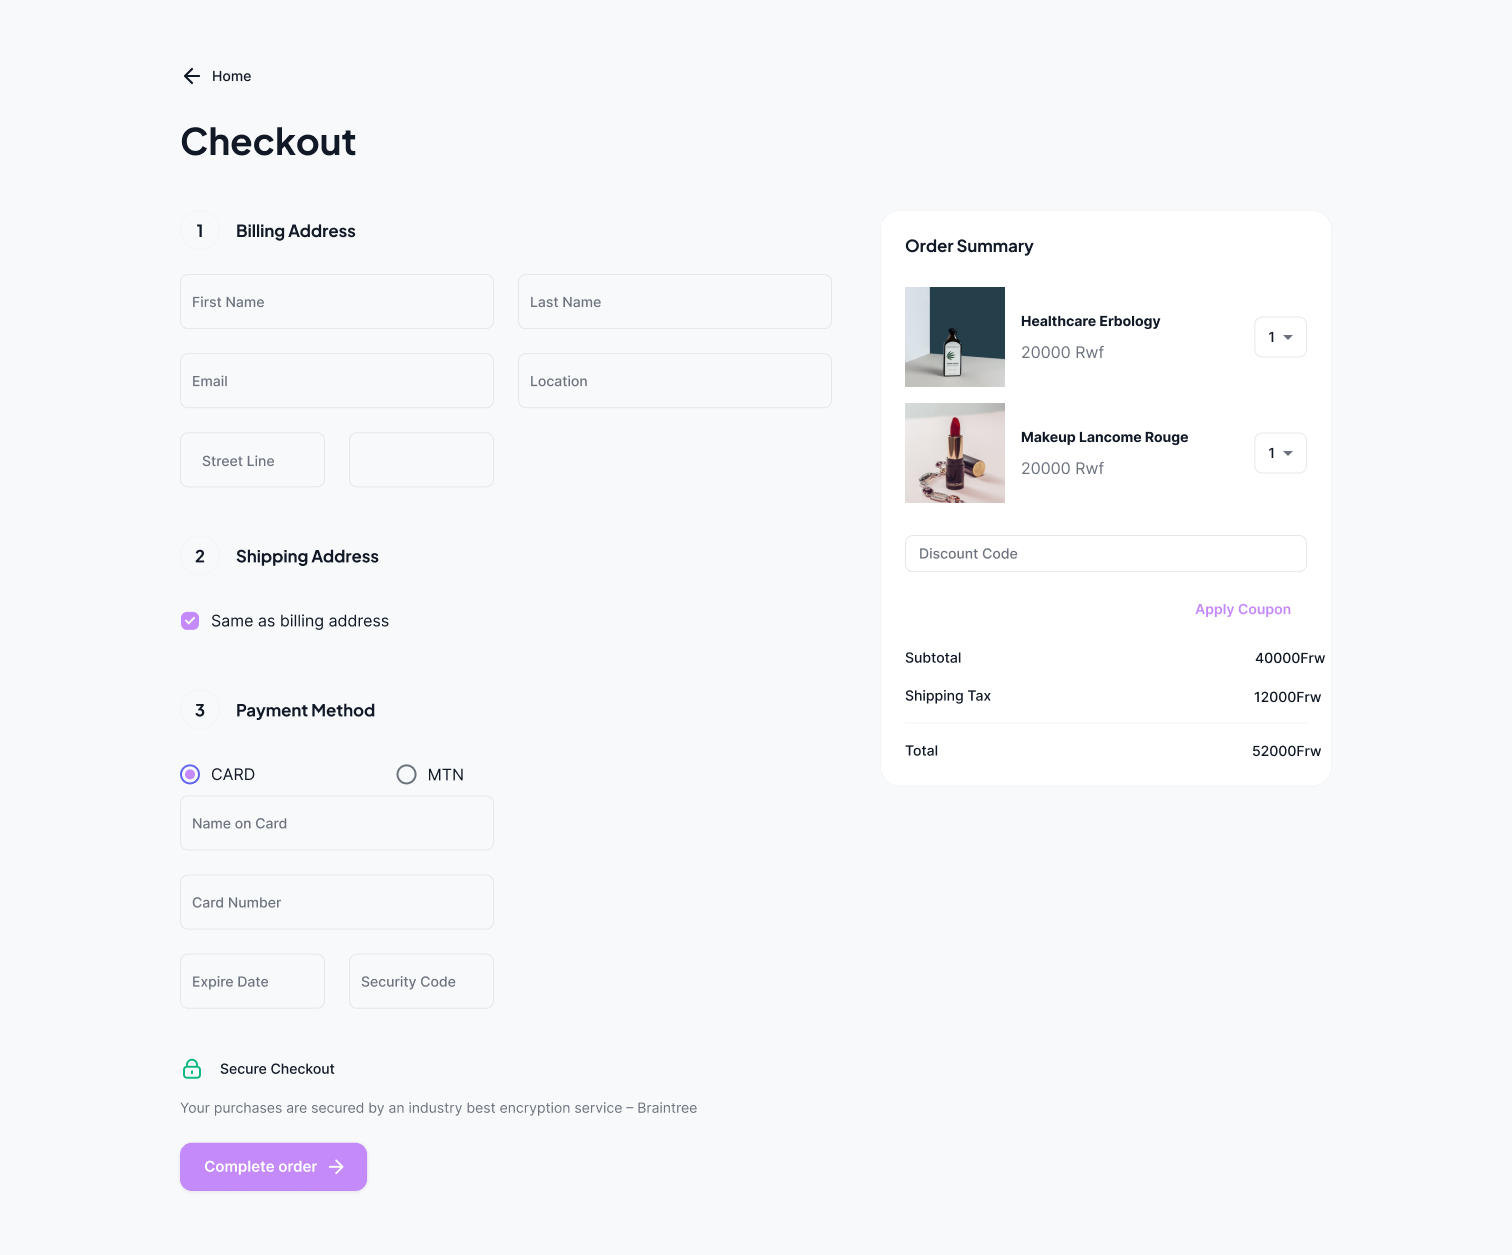 Home
Checkout
1 Billing Address
First Name Last Name
Email Location
Street Line
2 Shipping Address
Same as billing address
3 Payment Method
CARD MTN
Name on Card
Card Number
Expire Date Security Code
Secure Checkout
Your purchases are secured by an industry best encryption service – Braintree
Complete order
Order Summary
Healthcare Erbology
20000 Rwf
1
Makeup Lancome Rouge
20000 Rwf
1
Discount Code
Apply Coupon
Subtotal 40000Frw
Shipping Tax 12000Frw
Total 52000Frw